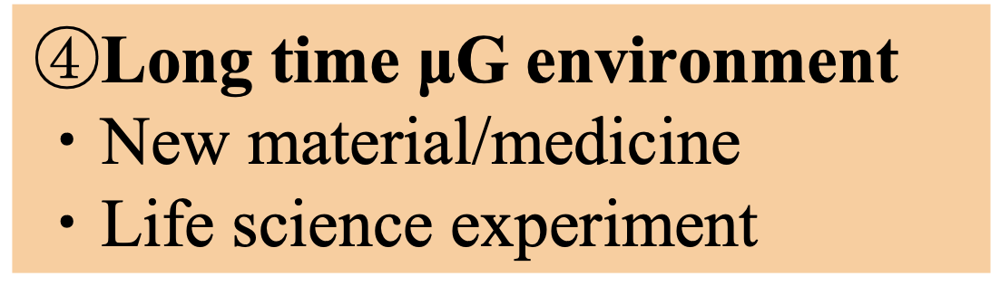 ④Long time μG environment
・New material/medicine
・Life science experiment